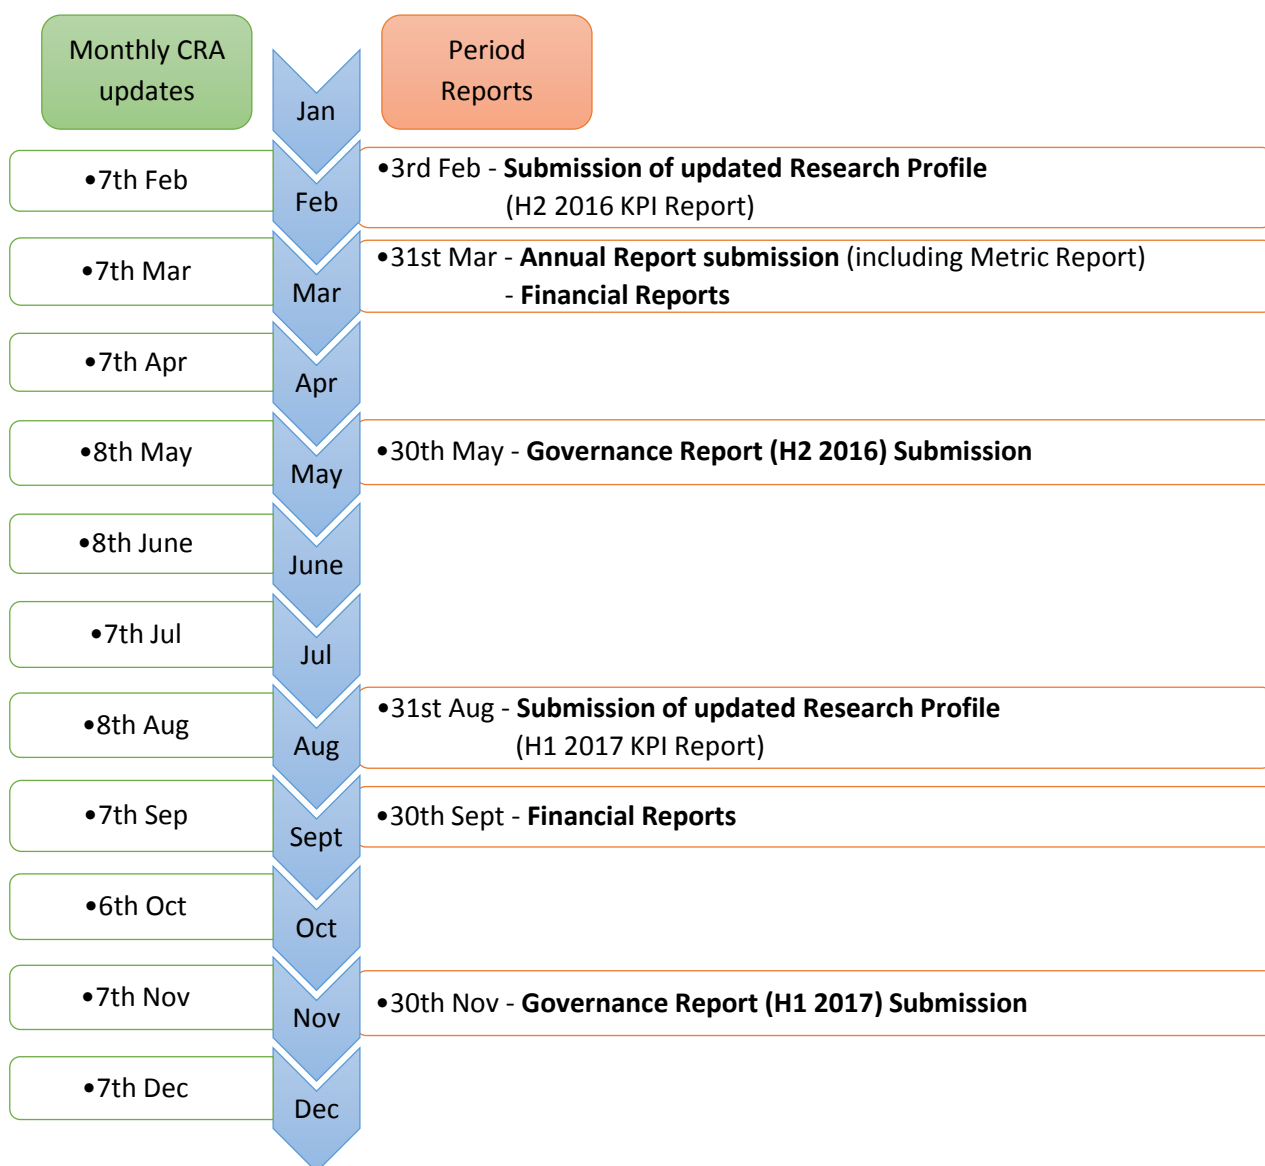 Monthly CRA
updates
Period
Reports
Jan
•7th Feb
Feb
•3rd Feb - Submission of updated Research Profile
(H2 2016 KPI Report)
•7th Mar
Mar
•31st Mar - Annual Report submission (including Metric Report)
- Financial Reports
•7th Apr
Apr
•8th May
May
•30th May - Governance Report (H2 2016) Submission
•8th June
June
•7th Jul
Jul
•8th Aug
Aug
•31st Aug - Submission of updated Research Profile
(H1 2017 KPI Report)
•7th Sep
Sept
•30th Sept - Financial Reports
•6th Oct
Oct
•7th Nov
Nov
•30th Nov - Governance Report (H1 2017) Submission
•7th Dec
Dec